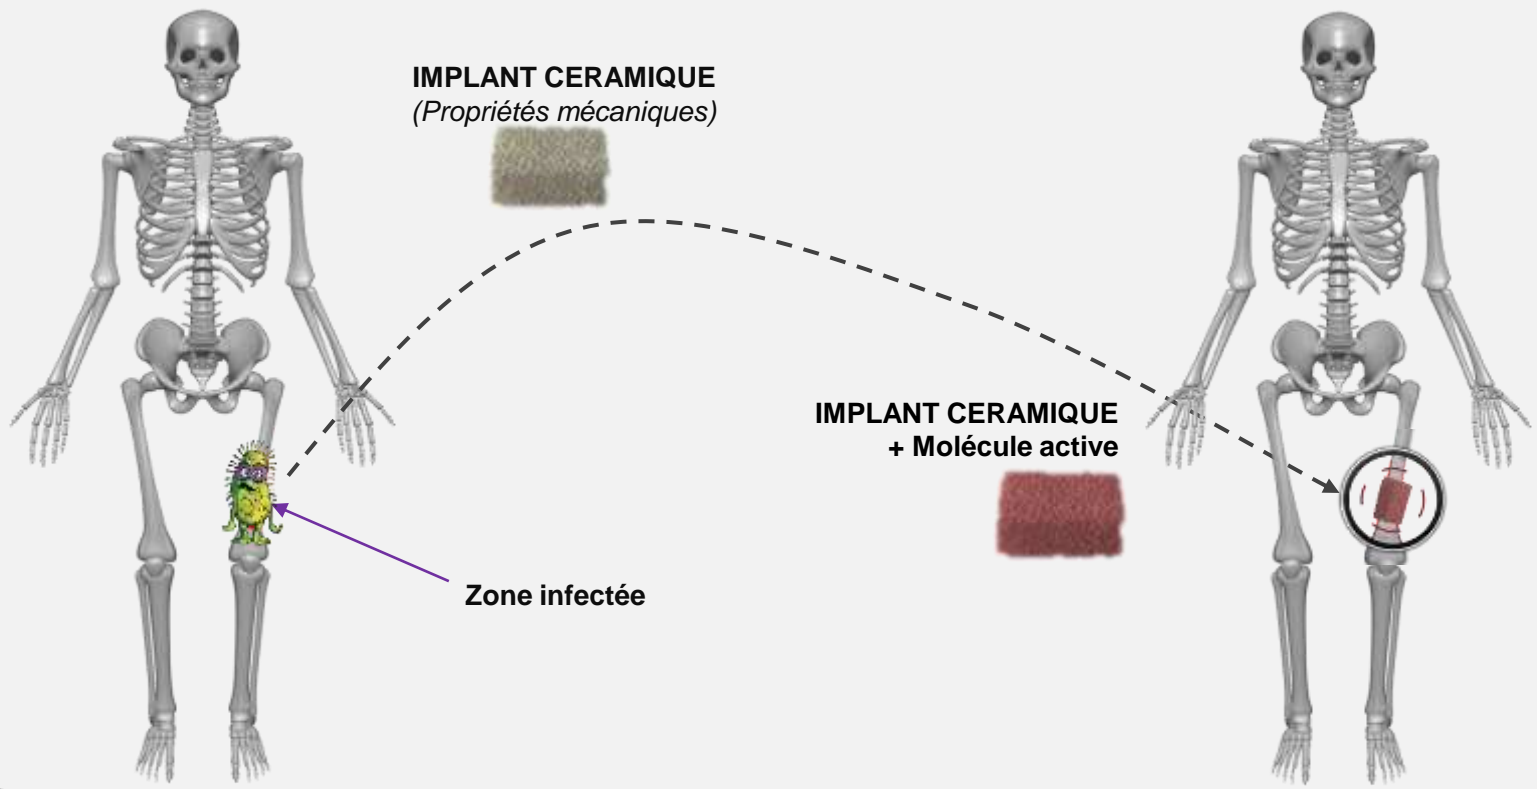 IMPLANT CERAMIQUE
(Propriétés mécaniques)
IMPLANT CERAMIQUE
+ Molécule active
Zone infectée